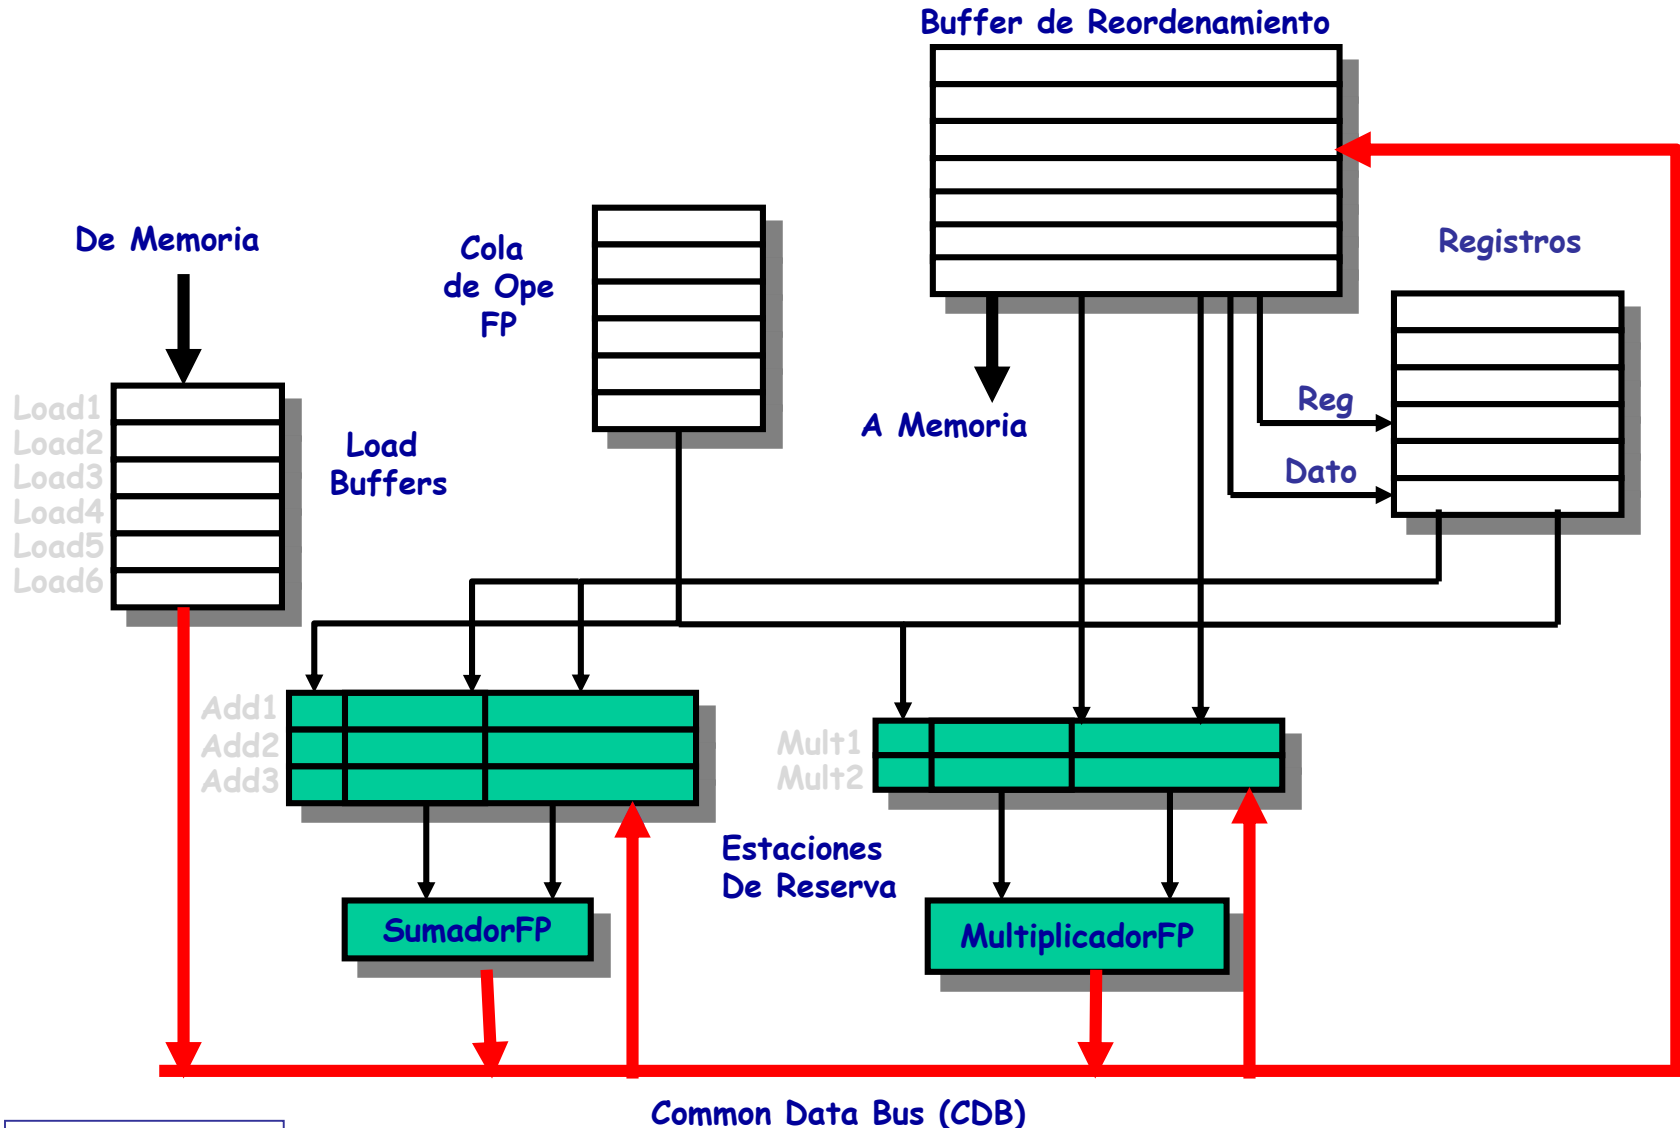 Buffer de Reordenamiento
De Memoria
Cola
de Ope
FP
Registros
Load1
Load2
Load3
Load4
Load5
Load6
Load
Buffers
A Memoria
Reg
Dato
Add1
Add2
Add3
Mult1
Mult2
Estaciones
De Reserva
SumadorFP
MultiplicadorFP
Common Data Bus (CDB)